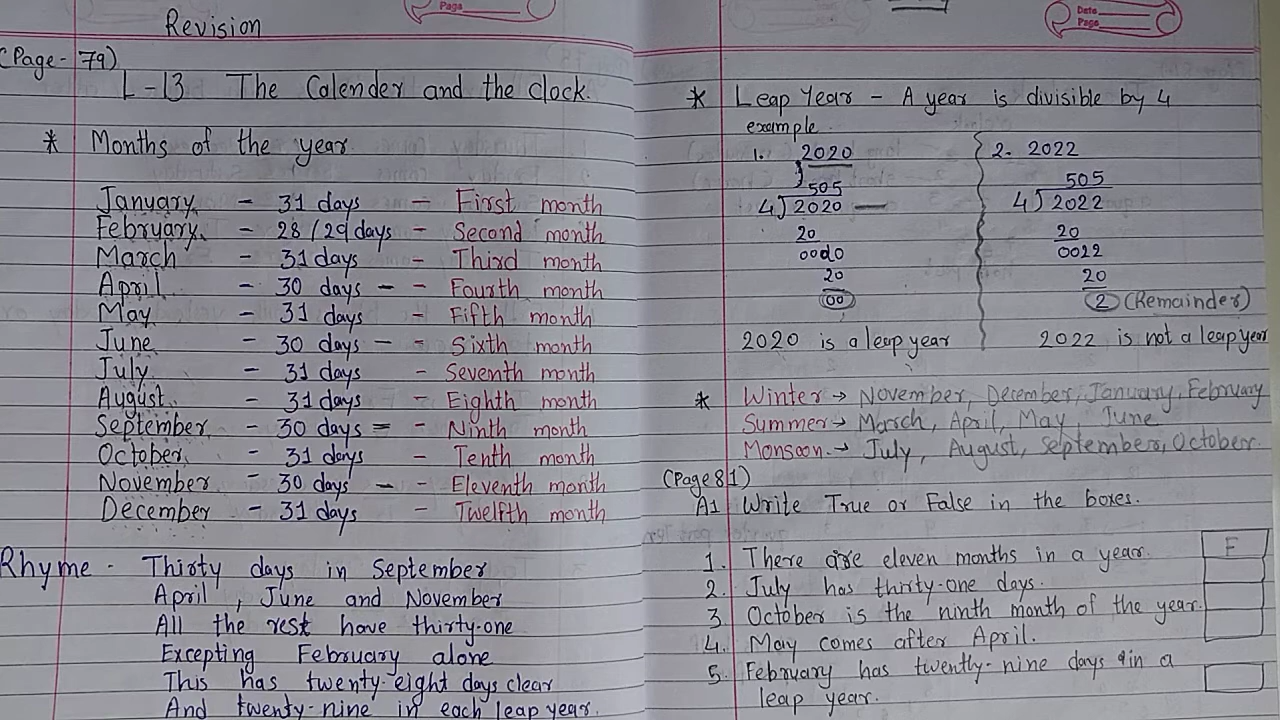 Page
Revision
(Page - 79)
L-13 The Calender and the clock.
* Months of the year.
January - 31 days - First month
February - 28/29 days - Second month
March - 31 days - Third month
April - 30 days - - Fourth month
May - 31 days - Fifth month
June - 30 days - - Sixth month
July - 31 days - Seventh month
August - 31 days - Eighth month
September - 30 days = - Ninth month
October - 31 days - Tenth month
November - 30 days - - Eleventh month
December - 31 days - Twelfth month
Rhyme - Thirty days in September
April, June and November
All the rest have thirty-one
Excepting February alone
This has twenty-eight days clear
And twenty-nine in each leap year.
Date
Page
* Leap Year - A year is divisible by 4
example
1. 2020
505
4)2020
20
0020
20
00
2020 is a leap year
2. 2022
505
4)2022
20
0022
20
2 (Remainder)
2022 is not a leap year
* Winter → November, December, January, February
Summer → March, April, May, June
Monsoon → July, August, September, October.
(Page 81)
A1 Write True or False in the boxes.
1. There are eleven months in a year. F
2. July has thirty-one days.
3. October is the ninth month of the year.
4. May comes after April.
5. February has twently-nine days in a
leap year.